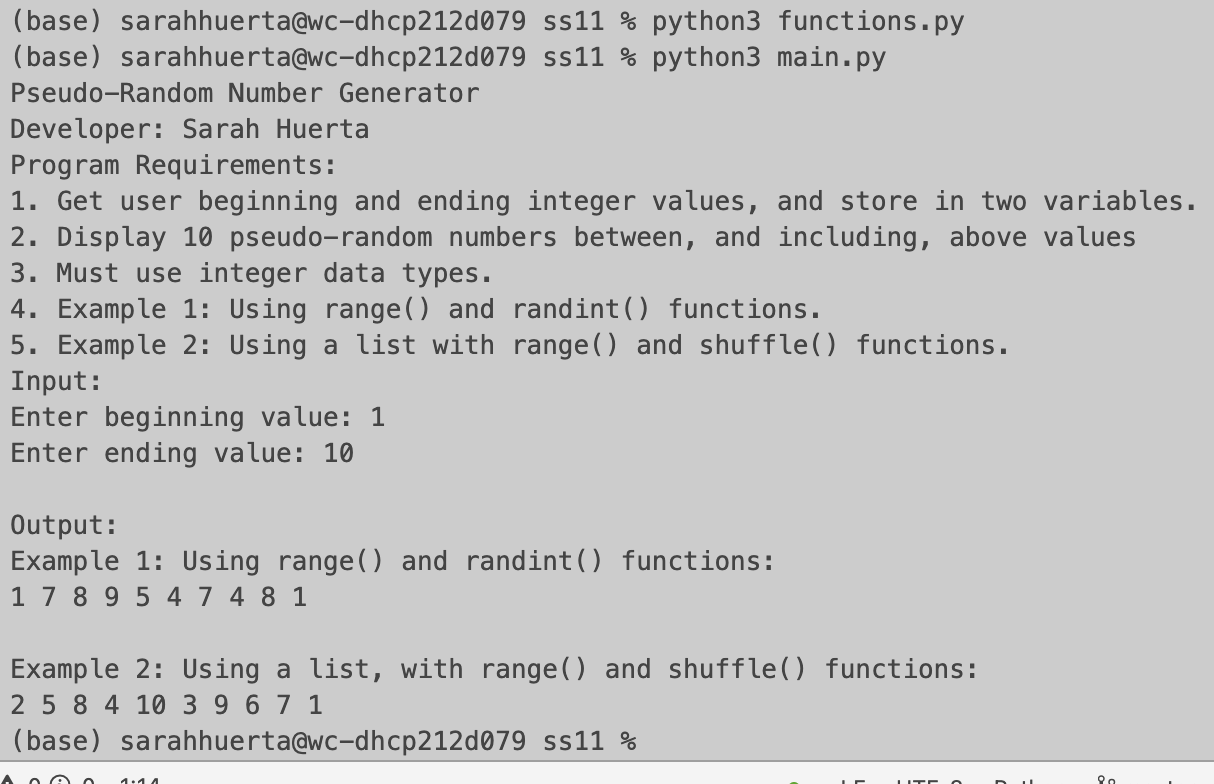 (base) sarahhuerta@wc-dhcp212d079 ss11 % python3 functions.py
(base) sarahhuerta@wc-dhcp212d079 ss11 % python3 main.py
Pseudo-Random Number Generator
Developer: Sarah Huerta
Program Requirements:
1. Get user beginning and ending integer values, and store in two variables.
2. Display 10 pseudo-random numbers between, and including, above values
3. Must use integer data types.
4. Example 1: Using range() and randint() functions.
5. Example 2: Using a list with range() and shuffle() functions.
Input:
Enter beginning value: 1
Enter ending value: 10
Output:
Example 1: Using range() and randint() functions:
1 7 8 9 5 4 7 4 8 1
Example 2: Using a list, with range() and shuffle() functions:
2 5 8 4 10 3 9 6 7 1
(base) sarahhuerta@wc-dhcp212d079 ss11 %